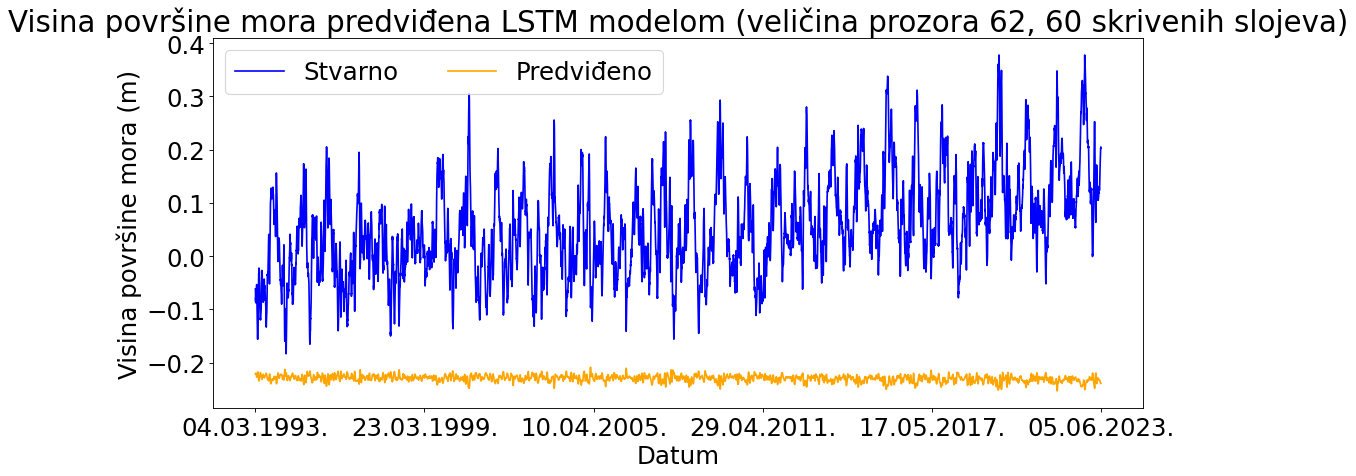 Visina površine mora predviđena LSTM modelom (veličina prozora 62, 60 skrivenih slojeva)
Stvarno
Predviđeno
Visina površine mora (m)
0.4
0.3
0.2
0.1
0.0
−0.1
−0.2
04.03.1993. 23.03.1999. 10.04.2005. 29.04.2011. 17.05.2017. 05.06.2023.
Datum